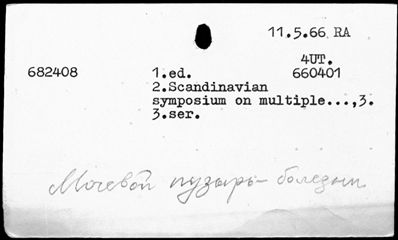 11.5.66 RA
4UT.
682408 1.ed. 660401
2.Scandinavian
symposium on multiple...,3.
3.ser.
Мочевой пузырь - болезни